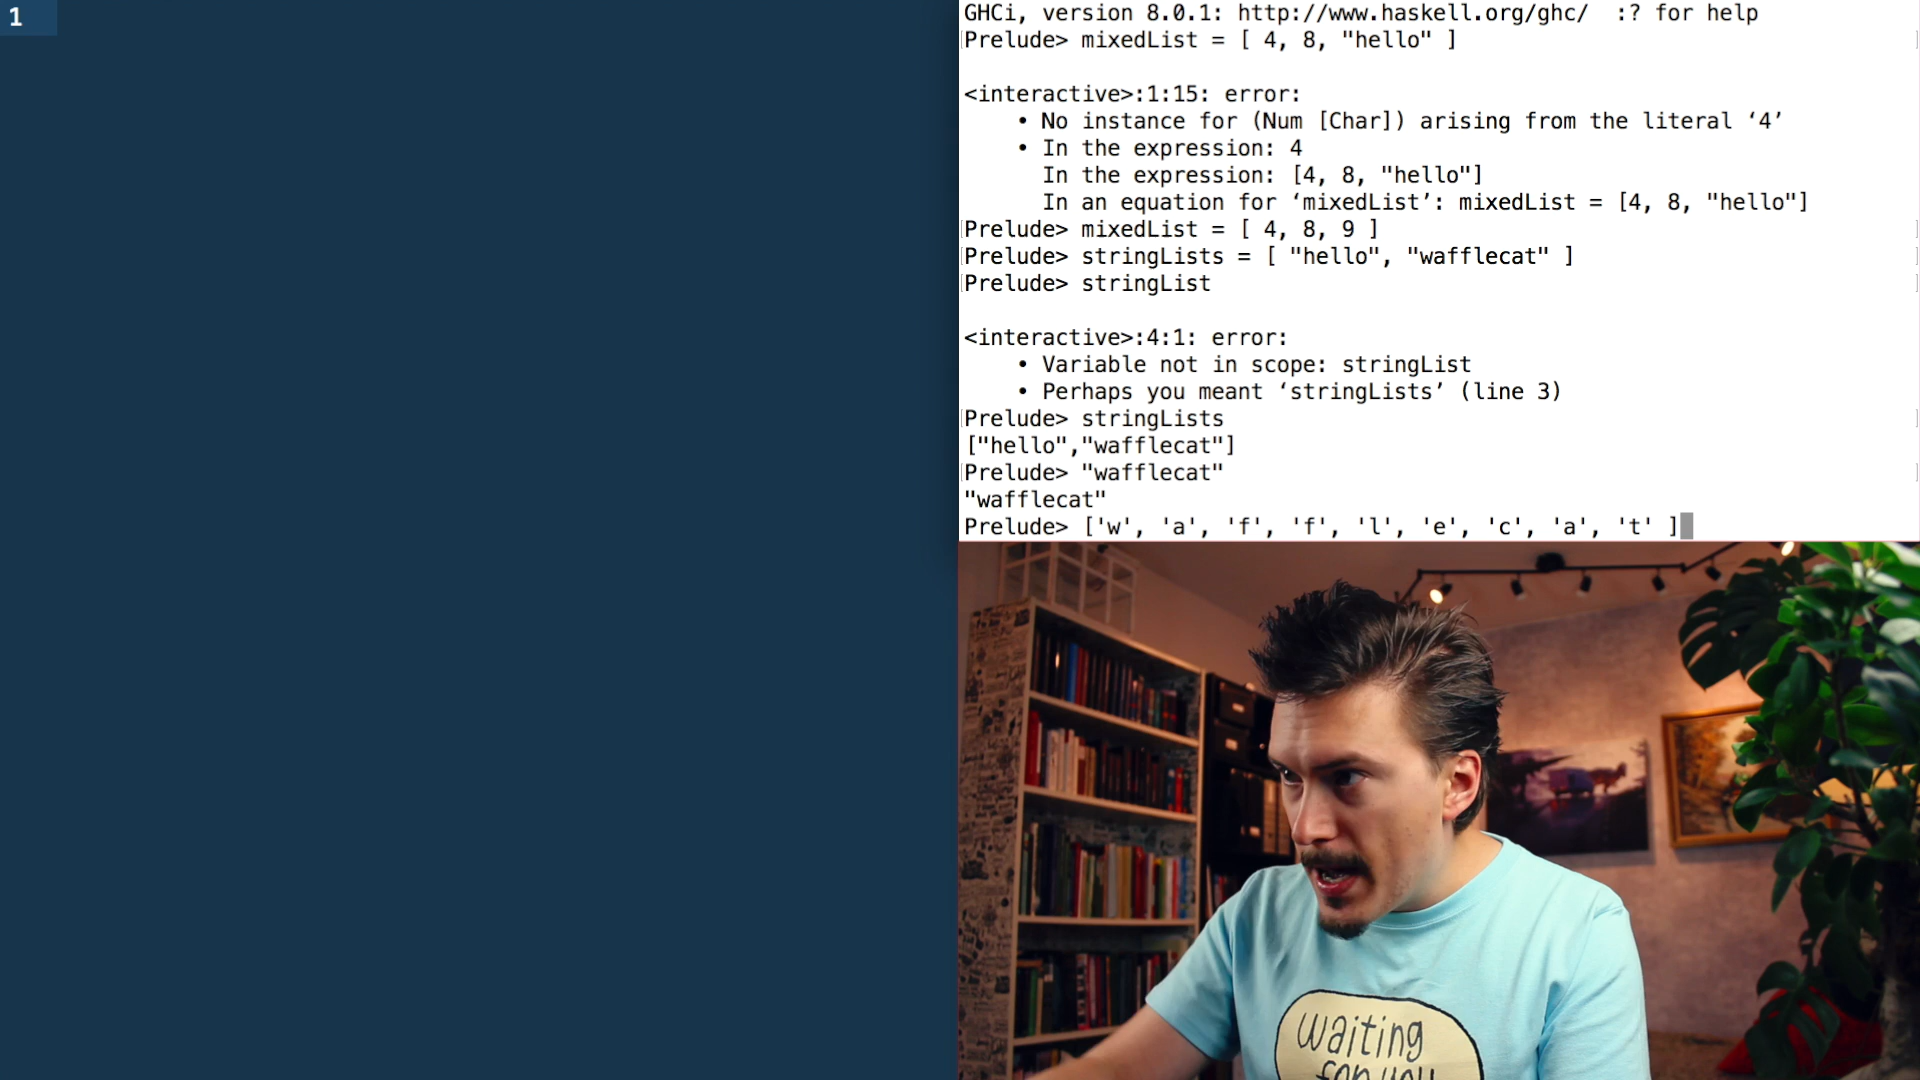 1
GHCi, version 8.0.1: http://www.haskell.org/ghc/  :? for help
Prelude> mixedList = [ 4, 8, "hello" ]
<interactive>:1:15: error:
    • No instance for (Num [Char]) arising from the literal ‘4’
    • In the expression: 4
      In the expression: [4, 8, "hello"]
      In an equation for ‘mixedList’: mixedList = [4, 8, "hello"]
Prelude> mixedList = [ 4, 8, 9 ]
Prelude> stringLists = [ "hello", "wafflecat" ]
Prelude> stringList
<interactive>:4:1: error:
    • Variable not in scope: stringList
    • Perhaps you meant ‘stringLists’ (line 3)
Prelude> stringLists
["hello","wafflecat"]
Prelude> "wafflecat"
"wafflecat"
Prelude> ['w', 'a', 'f', 'f', 'l', 'e', 'c', 'a', 't' ]
waiting
for you